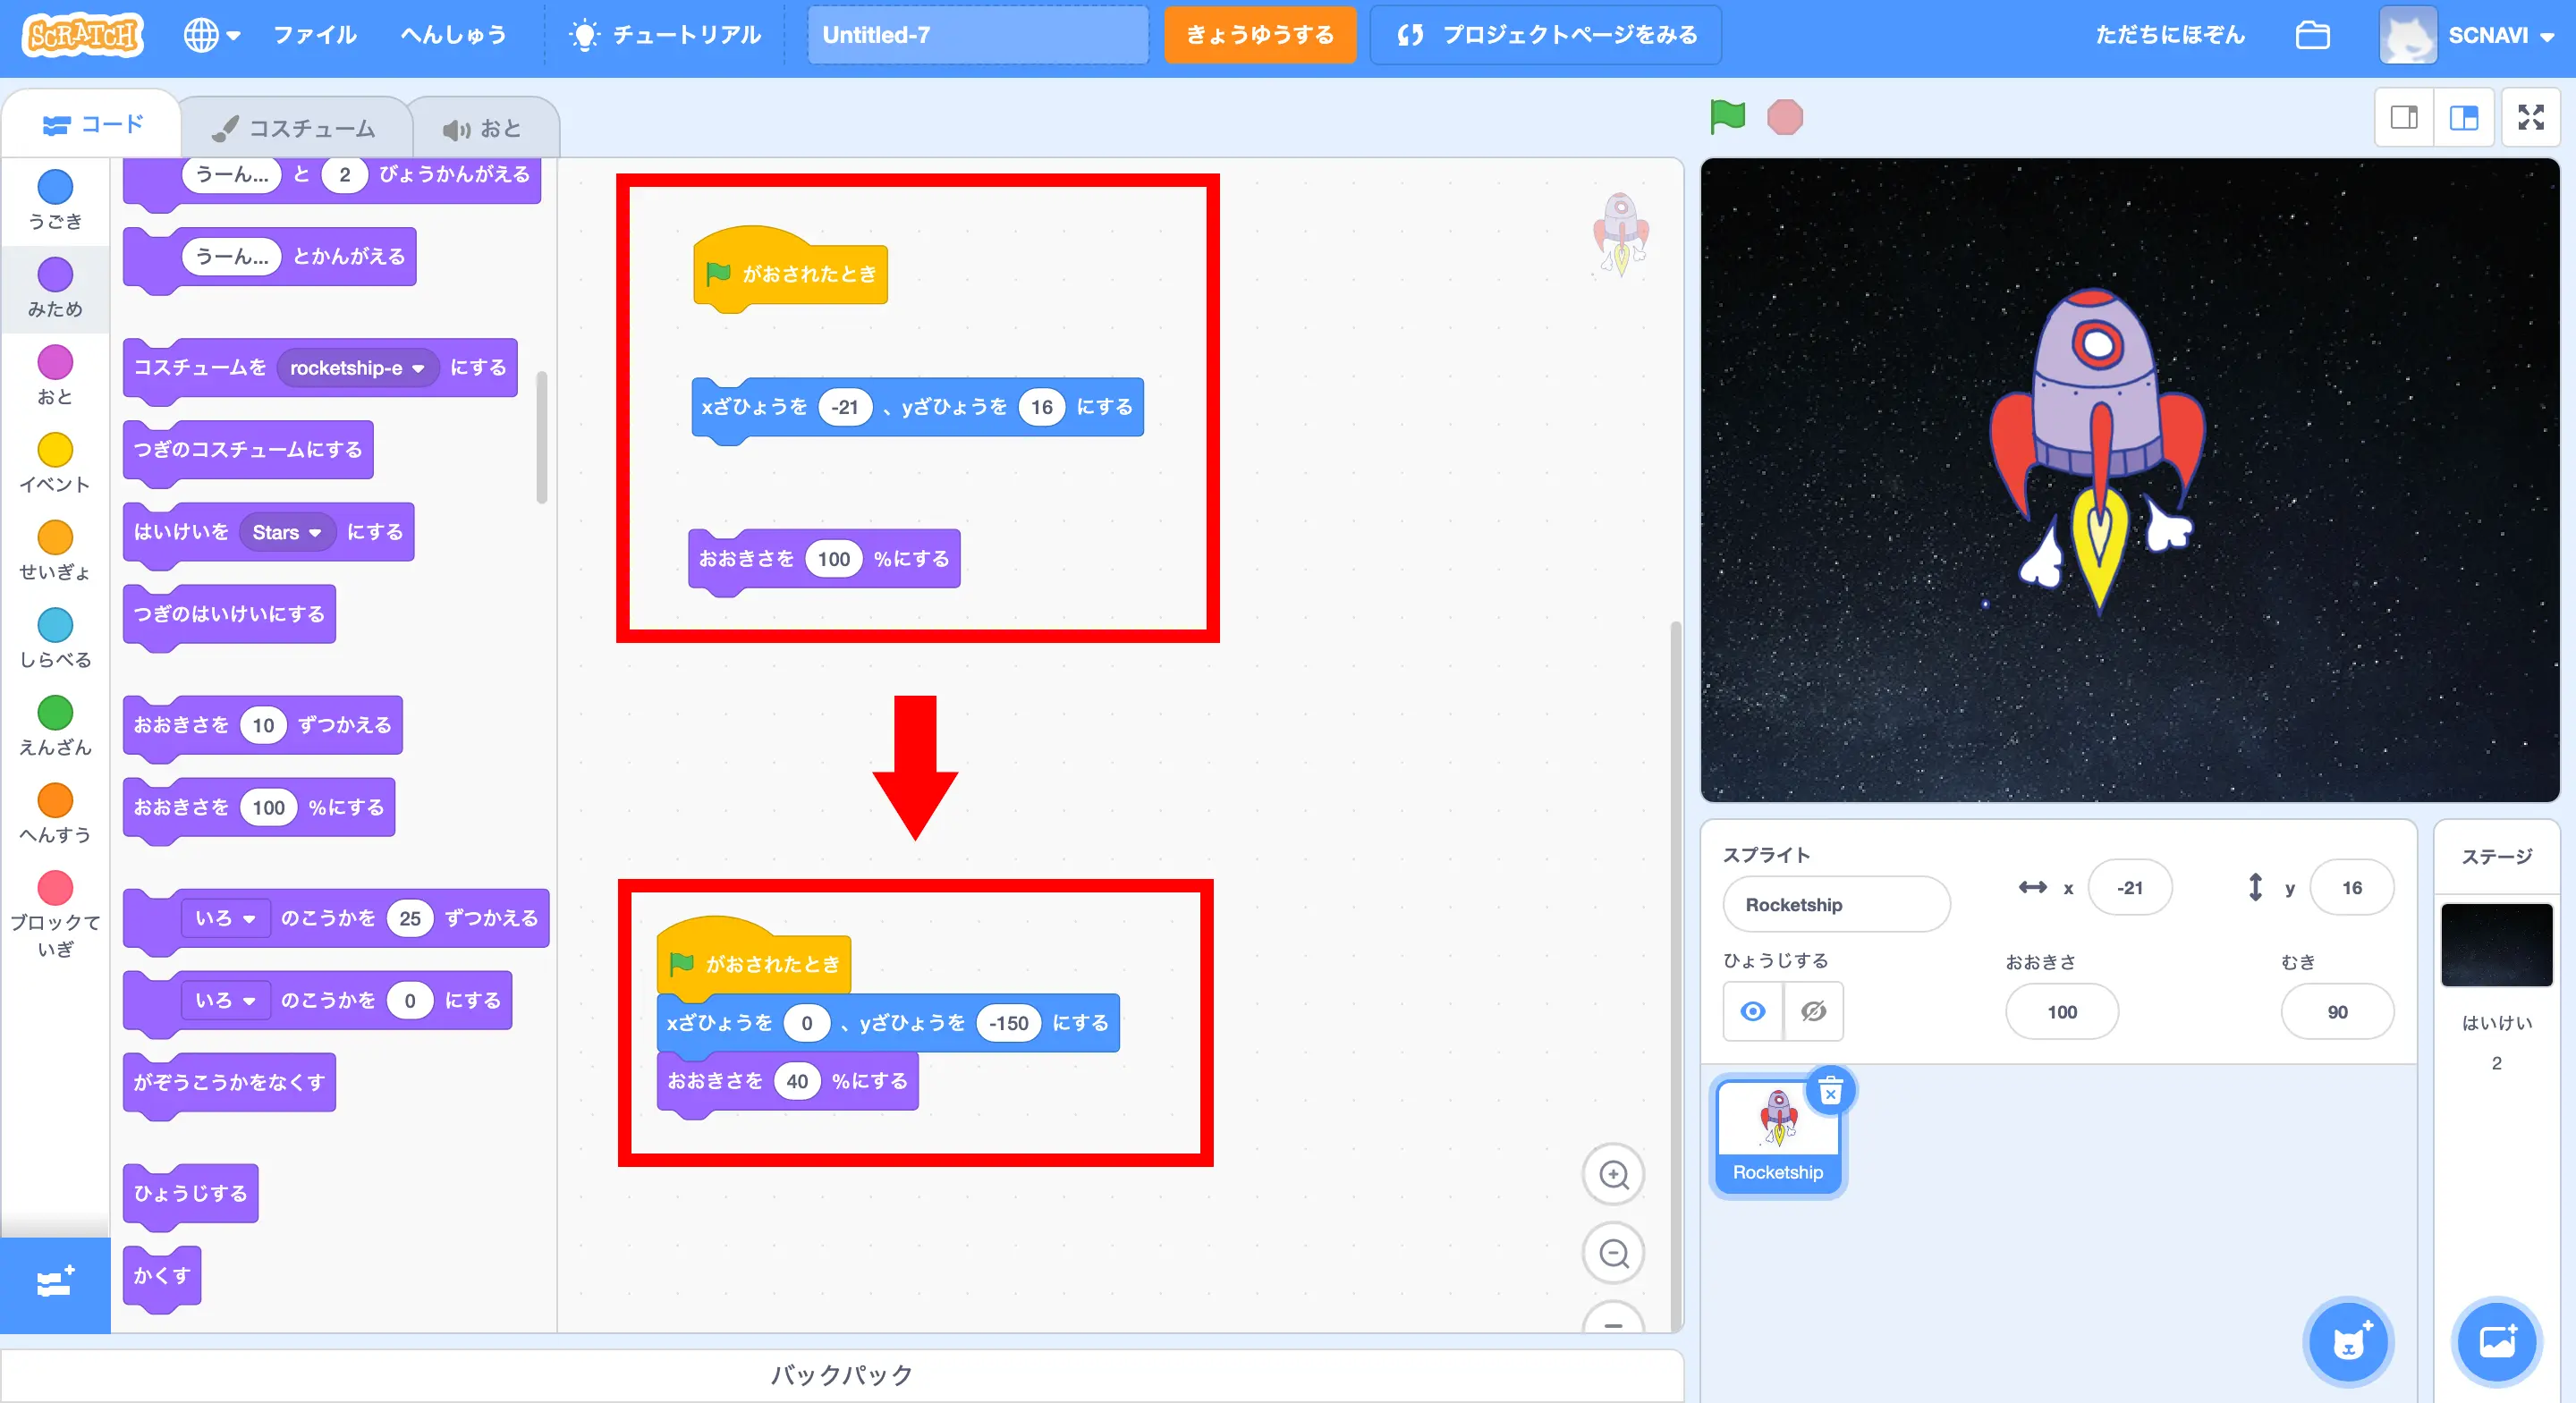 SCRATCH
ファイル
へんしゅう
チュートリアル
Untitled-7
きょうゆうする
プロジェクトページをみる
ただちにほぞん
SCNAVI
コード
コスチューム
おと
うごき
みため
おと
イベント
せいぎょ
しらべる
えんざん
へんすう
ブロックて
いぎ
うーん... と 2 びょうかんがえる
うーん... とかんがえる
コスチュームを rocketship-e にする
つぎのコスチュームにする
はいけいを Stars にする
つぎのはいけいにする
おおきさを 10 ずつかえる
おおきさを 100 %にする
いろ のこうかを 25 ずつかえる
いろ のこうかを 0 にする
がぞうこうかをなくす
ひょうじする
かくす
がおされたとき
xざひょうを -21 、yざひょうを 16 にする
おおきさを 100 %にする
がおされたとき
xざひょうを 0 、yざひょうを -150 にする
おおきさを 40 %にする
バックパック
スプライト
Rocketship
x -21
y 16
ひょうじする
おおきさ
100
むき
90
Rocketship
ステージ
はいけい
2